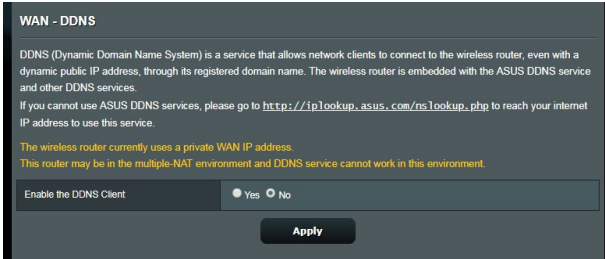 WAN - DDNS
DDNS (Dynamic Domain Name System) is a service that allows network clients to connect to the wireless router, even with a
dynamic public IP address, through its registered domain name. The wireless router is embedded with the ASUS DDNS service
and other DDNS services.
If you cannot use ASUS DDNS services, please go to http://iplookup.asus.com/nslookup.php to reach your internet
IP address to use this service.
The wireless router currently uses a private WAN IP address.
This router may be in the multiple-NAT environment and DDNS service cannot work in this environment.
Enable the DDNS Client Yes No
Apply